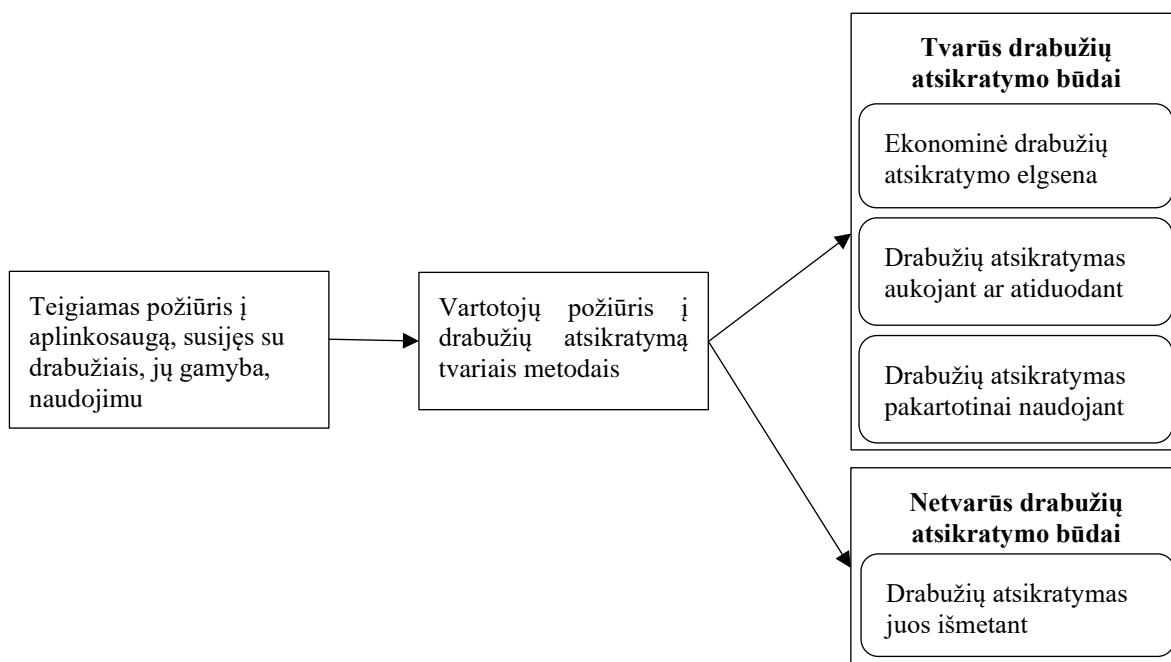 Teigiamas požiūris į
aplinkosaugą, susijęs su
drabužiais, jų gamyba,
naudojimu
Vartotojų požiūris į
drabužių atsikratymą
tvariais metodais
Tvarūs drabužių
atsikratymo būdai
Ekonominė drabužių
atsikratymo elgsena
Drabužių atsikratymas
aukojant ar atiduodant
Drabužių atsikratymas
pakartotinai naudojant
Netvarūs drabužių
atsikratymo būdai
Drabužių atsikratymas
juos išmetant